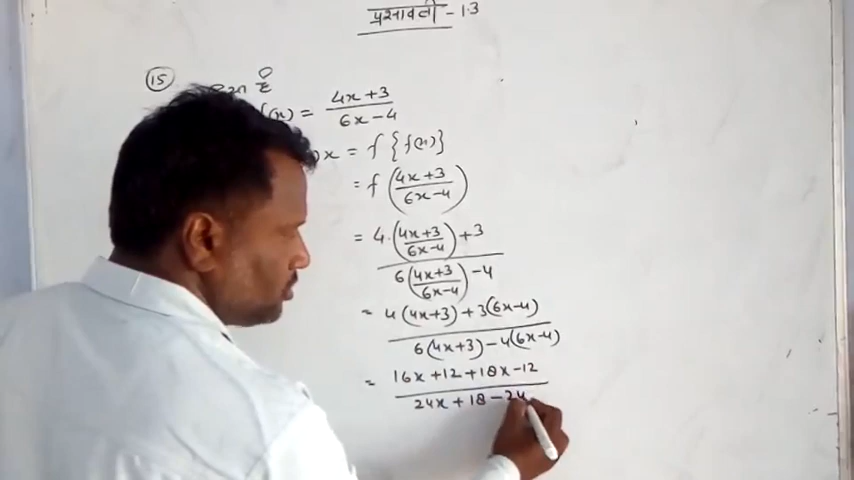 प्रश्नावली - 1.3
15
f(x) = (4x+3)/(6x-4)
x = f{f(x)}
= f((4x+3)/(6x-4))
= (4.((4x+3)/(6x-4))+3)/(6((4x+3)/(6x-4))-4)
= (4(4x+3)+3(6x-4))/(6(4x+3)-4(6x-4))
= (16x+12+18x-12)/(24x+18-24